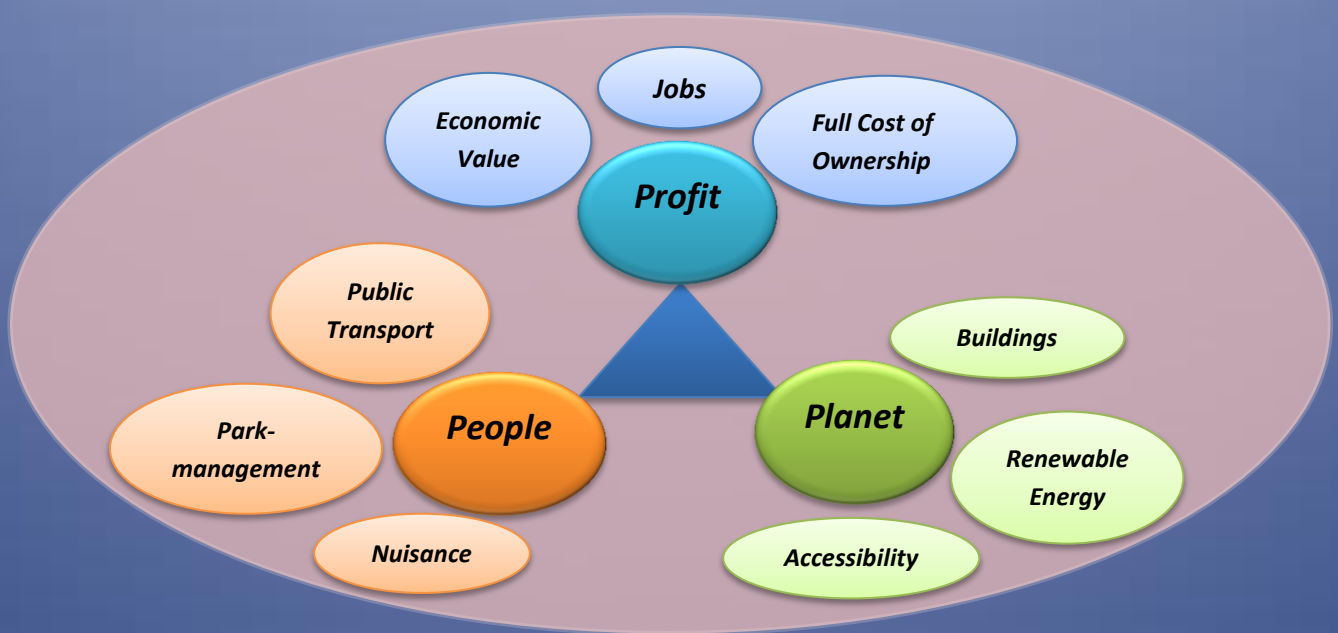 Jobs
Economic
Value
Full Cost of
Ownership
Profit
Public
Transport
Buildings
People
Planet
Park-
management
Renewable
Energy
Nuisance
Accessibility